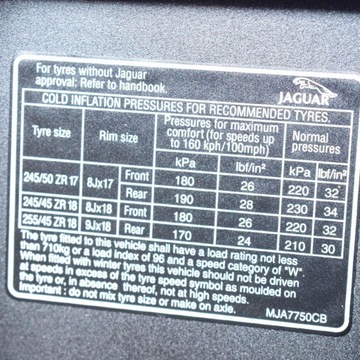 For tyres without Jaguar
approval: Refer to handbook.
JAGUAR
COLD INFLATION PRESSURES FOR RECOMMENDED TYRES.
Tyre size Rim size Pressures for maximum comfort (for speeds up to 160 kph/100mph) Normal pressures
kPa lbf/in² kPa lbf/in²
245/50 ZR 17 8Jx17 Front 180 26 220 32
Rear 190 28 230 34
245/45 ZR 18 8Jx18 Front 180 26 220 32
255/45 ZR 18 9Jx18 Rear 170 24 210 30
The tyre fitted to this vehicle shall have a load rating not less
than 710kg or a load index of 96 and a speed category of "W".
When fitted with winter tyres this vehicle should not be driven
at speeds in excess of the tyre speed symbol as moulded on
the tyre or, in absence thereof, not at high speeds.
Important : do not mix tyre size or make on axle.
MJA7750CB